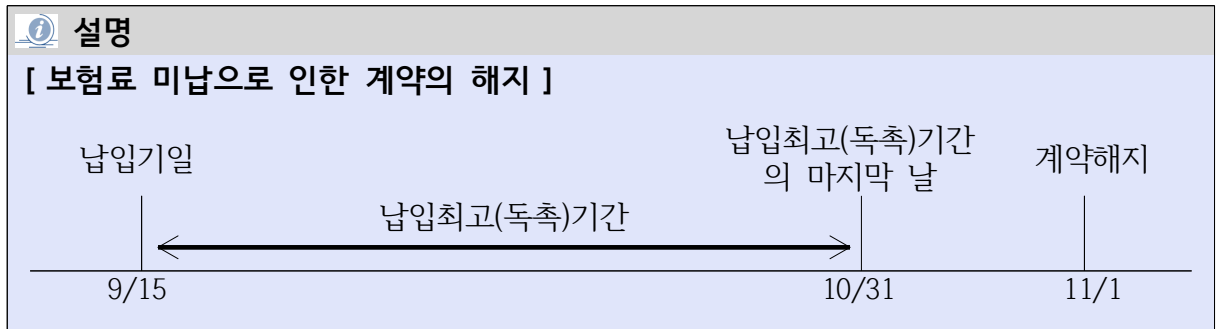 설명
[ 보험료 미납으로 인한 계약의 해지 ]
납입기일
납입최고(독촉)기간
의 마지막 날
계약해지
납입최고(독촉)기간
9/15
10/31
11/1